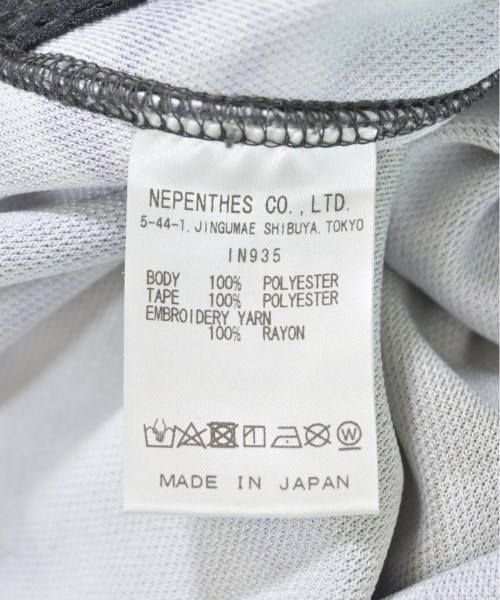 NEPENTHES CO., LTD.
5-44-1. JINGUMAE SHIBUYA. TOKYO
IN935
BODY 100% POLYESTER
TAPE 100% POLYESTER
EMBROIDERY YARN
100% RAYON
W
MADE IN JAPAN